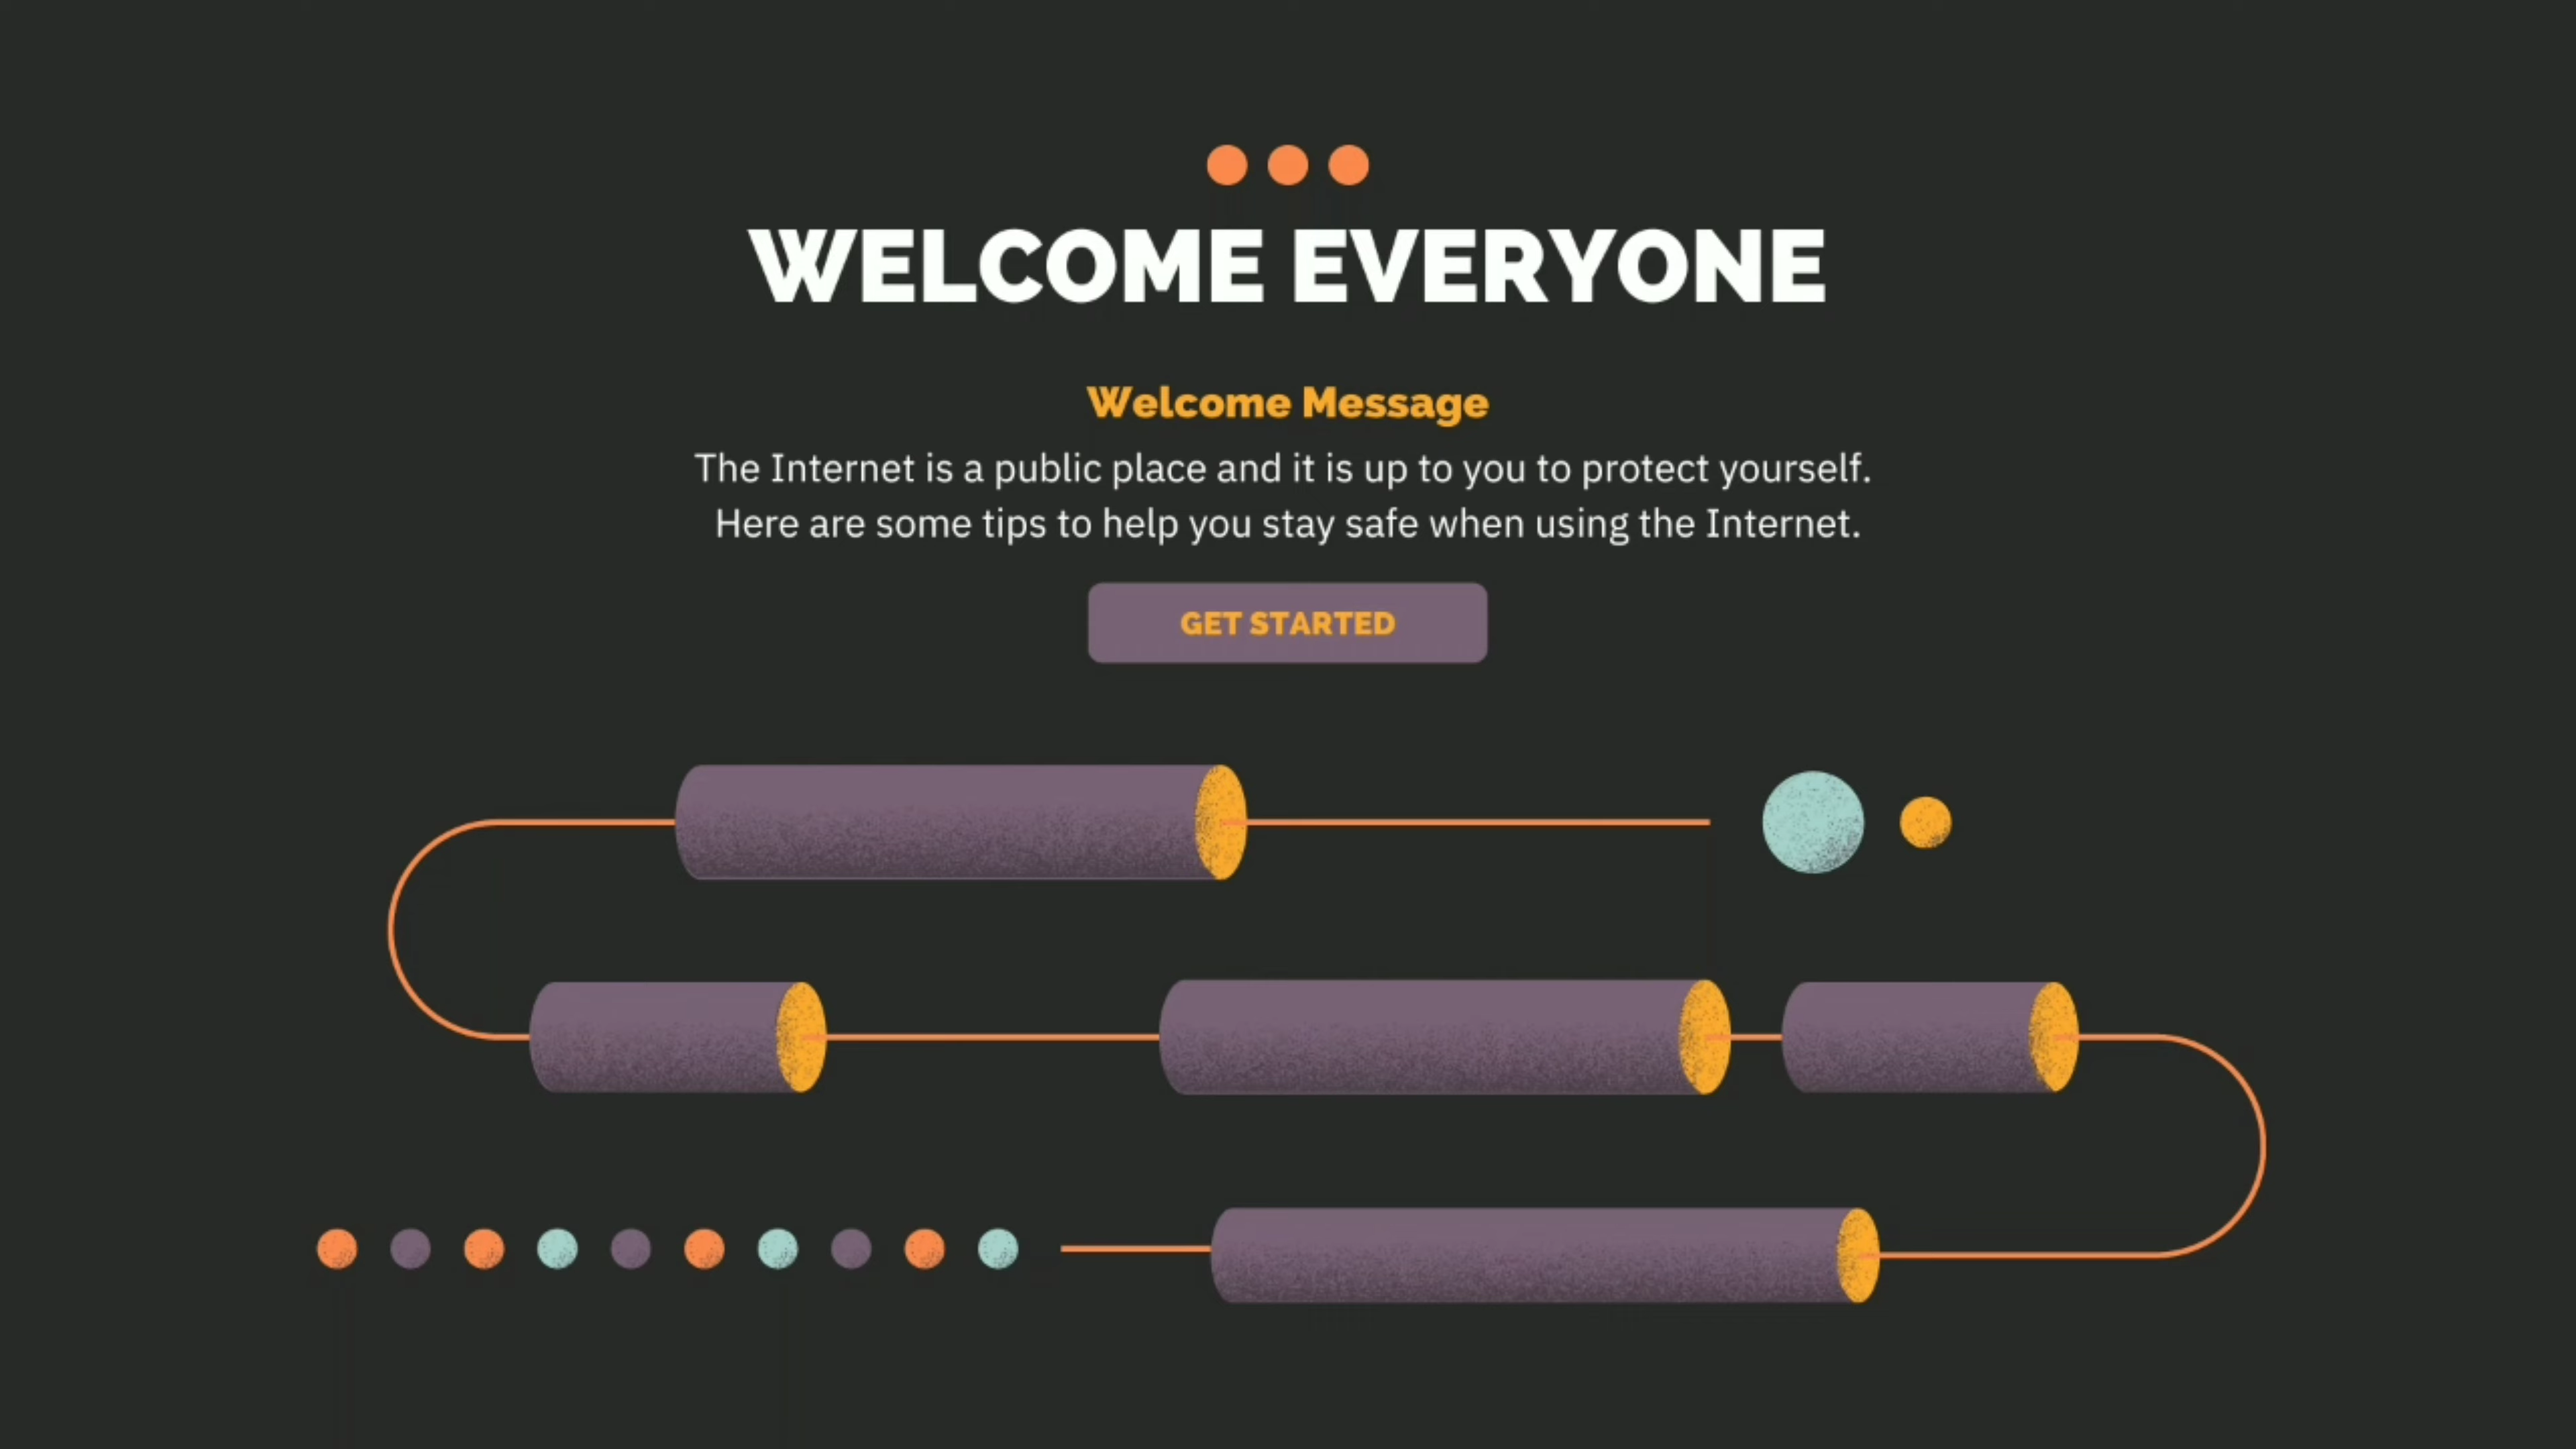 WELCOME EVERYONE
Welcome Message
The Internet is a public place and it is up to you to protect yourself.
Here are some tips to help you stay safe when using the Internet.
GET STARTED